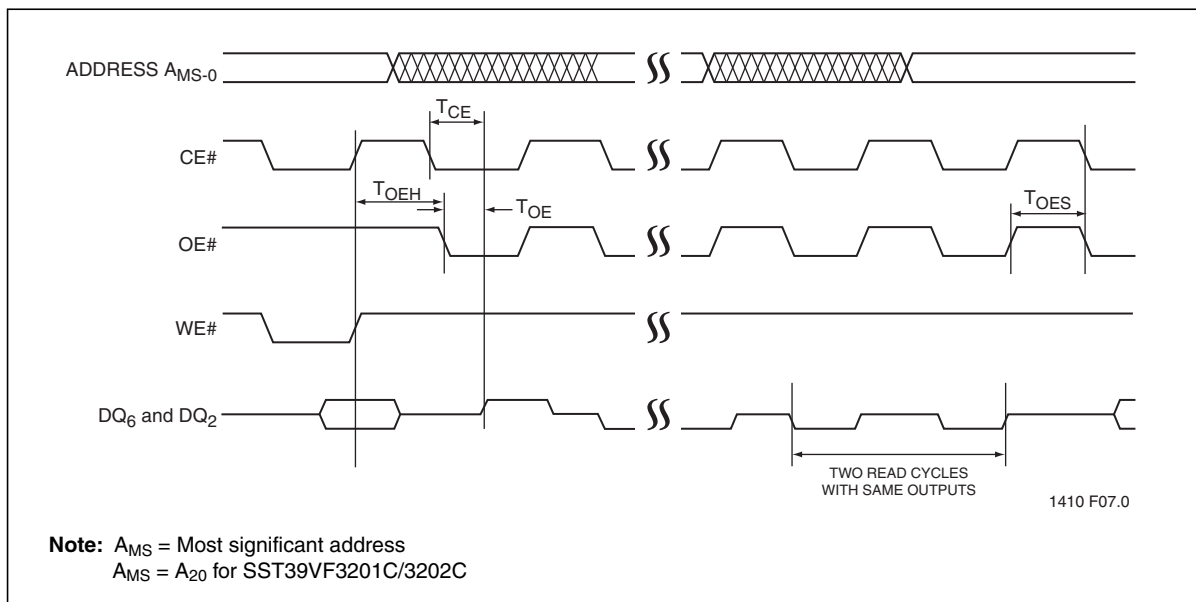 ADDRESS AMS-0
TCE
CE#
TOEH
TOE
TOES
OE#
WE#
DQ6 and DQ2
TWO READ CYCLES
WITH SAME OUTPUTS
1410 F07.0
Note: AMS = Most significant address
AMS = A20 for SST39VF3201C/3202C